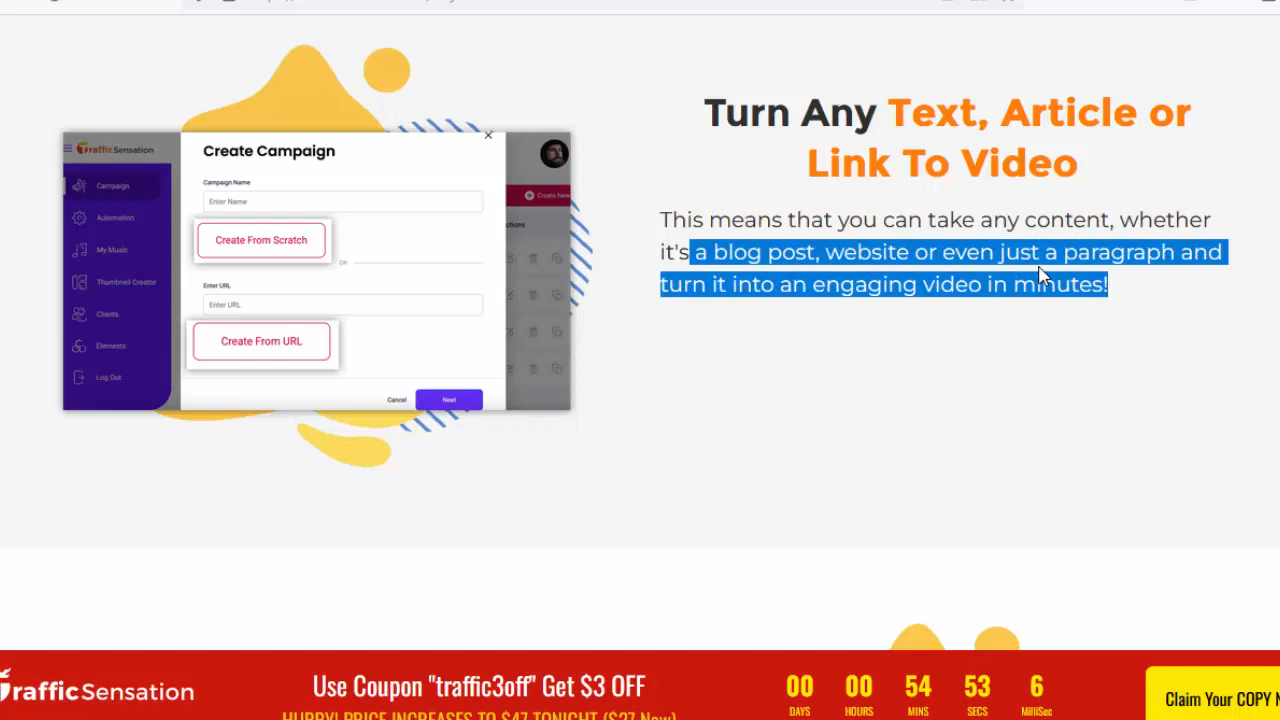 Turn Any Text, Article or
Link To Video
This means that you can take any content, whether
it's a blog post, website or even just a paragraph and
turn it into an engaging video in minutes!
TrafficSensation
Create Campaign
Campaign
Campaign Name
Create New
Enter Name
Automation
Create From Scratch
My Music
OR
Thumbnail Creator
Enter URL
Enter URL
Clients
Create From URL
Elements
Log Out
Cancel
Next
TrafficSensation
Use Coupon "traffic3off" Get $3 OFF
HURRY! PRICE INCREASES TO $47 TONIGHT ($27 Now)
00 00 54 53 6
DAYS HOURS MINS SECS MilliSec
Claim Your COPY